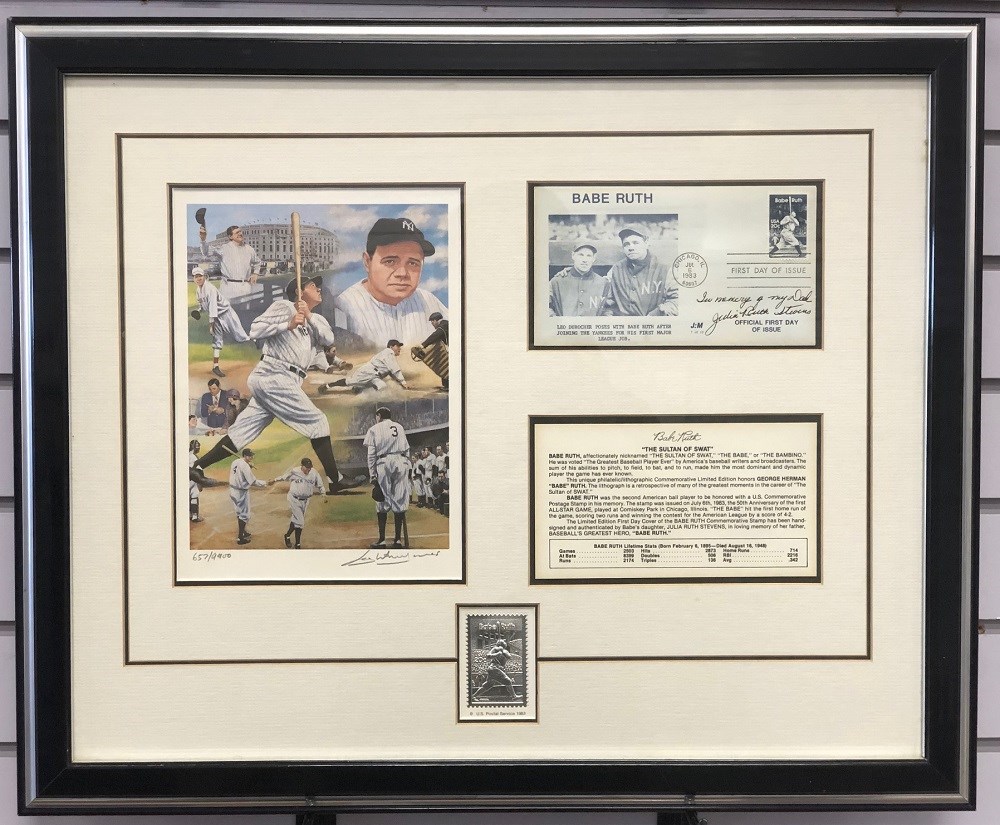 NY
3
657/9900
BABE RUTH
Babe Ruth
USA
20c
CHICAGO, IL
JUL
6
1983
60607
FIRST DAY OF ISSUE
In memory of my Dad
Julia Ruth Stevens
N.Y.
J:M
OFFICIAL FIRST DAY
OF ISSUE
LEO DUROCHER POSES WITH BABE RUTH AFTER
JOINING THE YANKEES FOR HIS FIRST MAJOR
LEAGUE JOB.
Babe Ruth
"THE SULTAN OF SWAT"
BABE RUTH, affectionately nicknamed "THE SULTAN OF SWAT," "THE BABE," or "THE BAMBINO."
He was voted "The Greatest Baseball Player Ever" by America's baseball writers and broadcasters. The
sum of his abilities to pitch, to field, to bat, and to run, made him the most dominant and dynamic
player the game has ever known.
This unique philatelic/lithographic Commemorative Limited Edition honors GEORGE HERMAN
"BABE" RUTH. The lithograph is a retrospective of many of the greatest moments in the career of "The
Sultan of SWAT."
BABE RUTH was the second American ball player to be honored with a U.S. Commemorative
Postage Stamp in his memory. The stamp was issued on July 6th, 1983, the 50th Anniversary of the first
ALL-STAR GAME, played at Comiskey Park in Chicago, Illinois. "THE BABE" hit the first home run of
the game, scoring two runs and winning the contest for the American League by a score of 4-2.
The Limited Edition First Day Cover of the BABE RUTH Commemorative Stamp has been hand-
signed and authenticated by Babe's daughter, JULIA RUTH STEVENS, in loving memory of her father,
BASEBALL'S GREATEST HERO, "BABE RUTH."
BABE RUTH Lifetime Stats (Born February 6, 1895—Died August 16, 1948)
Games 2503 Hits 2873 Home Runs 714
At Bats 8399 Doubles 506 RBI 2216
Runs 2174 Triples 136 Avg .342
Babe Ruth
© U.S. Postal Service 1983